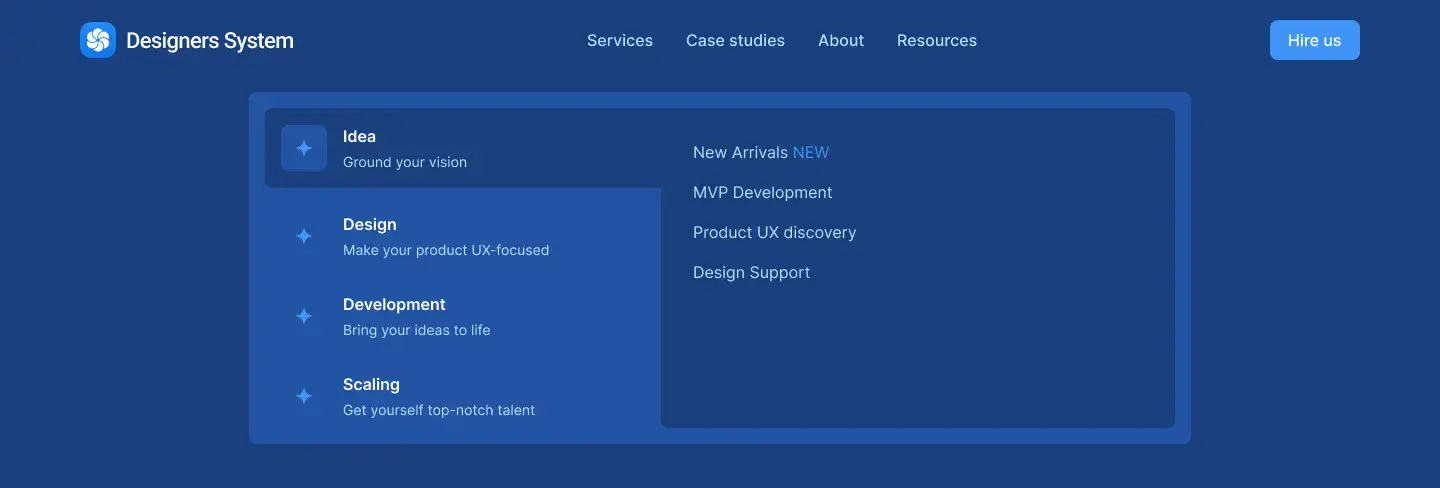 Designers System
Services
Case studies
About
Resources
Hire us
Idea
Ground your vision
Design
Make your product UX-focused
Development
Bring your ideas to life
Scaling
Get yourself top-notch talent
New Arrivals NEW
MVP Development
Product UX discovery
Design Support